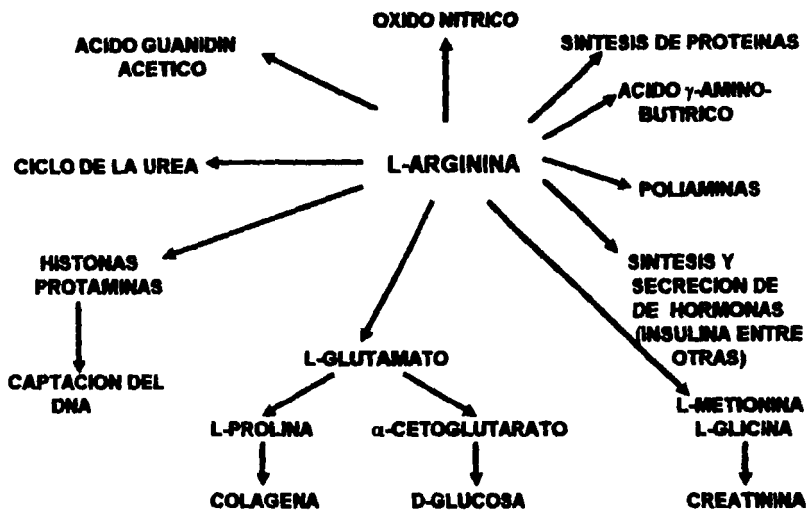 OXIDO NITRICO
ACIDO GUANIDIN
ACETICO
SINTESIS DE PROTEINAS
ACIDO γ-AMINO-
BUTIRICO
CICLO DE LA UREA
L-ARGININA
POLIAMINAS
HISTONAS
PROTAMINAS
SINTESIS Y
SECRECION DE
DE HORMONAS
(INSULINA ENTRE
OTRAS)
L-GLUTAMATO
CAPTACION DEL
DNA
L-METIONINA
L-GLICINA
L-PROLINA
α-CETOGLUTARATO
COLAGENA
D-GLUCOSA
CREATININA